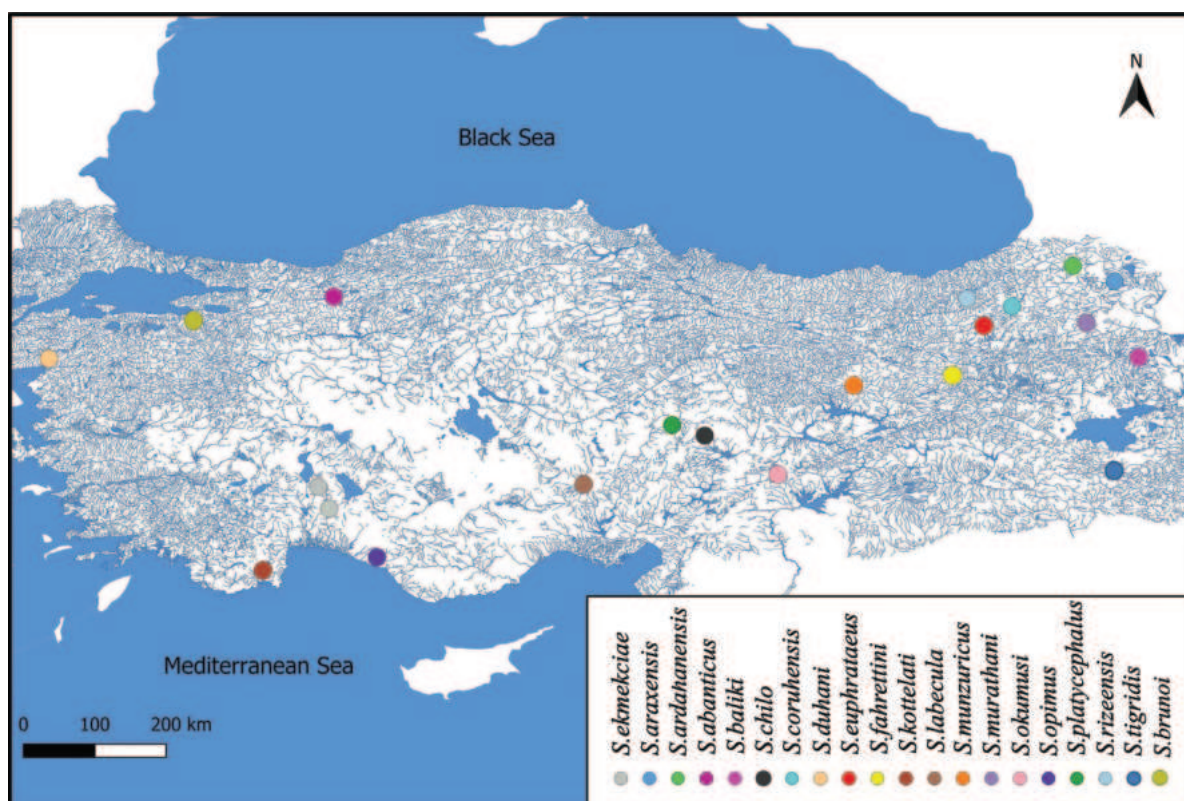 N
Black Sea
Mediterranean Sea
0 100 200 km
S.ekmekciae
S.araxensis
S.ardahanensis
S.abanticus
S.baliki
S.chilo
S.coruhensis
S.duhani
S.euphrataeus
S.fahrettini
S.kottelati
S.labecula
S.munzuricus
S.murathani
S.okumusi
S.opimus
S.platycephalus
S.rizeensis
S.tigridis
S.brunoi